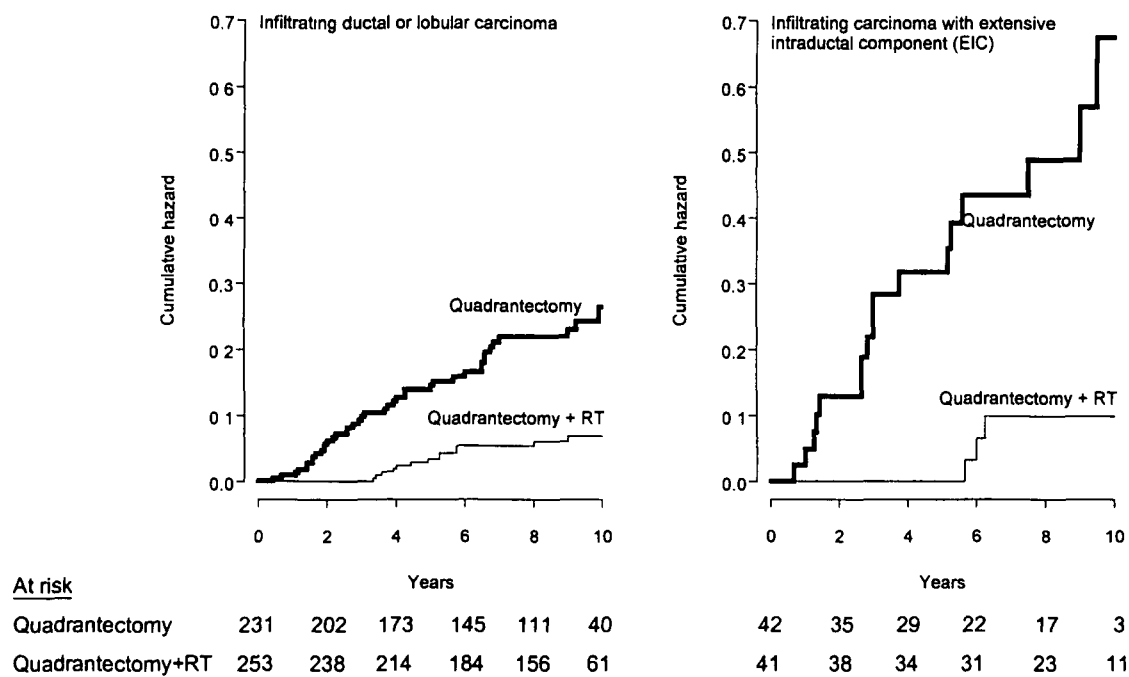 Infiltrating ductal or lobular carcinoma
0.7
0 6
0.5
0 4
0.3
0.2
0 1
0.0
Cumulative hazard
Quadrantectomy
Quadrantectomy + RT
0 2 4 6 8 10
Years
Infiltrating carcinoma with extensive
intraductal component (EIC)
0.7
0.6
0.5
0.4
0.3
0.2
0.1
0.0
Cumulative hazard
Quadrantectomy
Quadrantectomy + RT
0 2 4 6 8 10
Years
At risk
Quadrantectomy 231 202 173 145 111 40 42 35 29 22 17 3
Quadrantectomy+RT 253 238 214 184 156 61 41 38 34 31 23 11